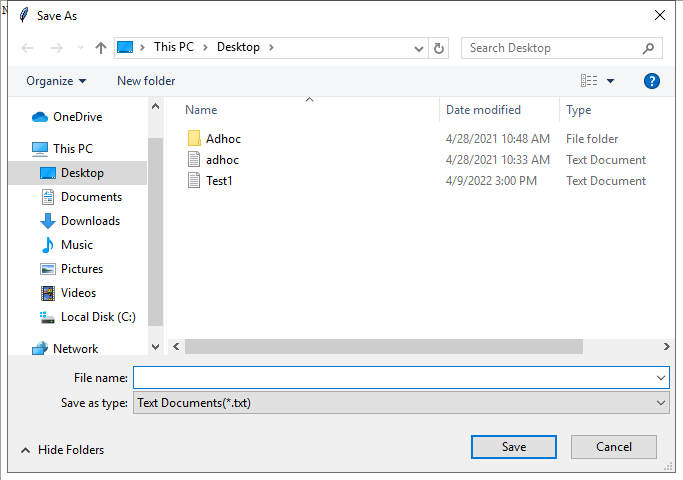 N
Save As
This PC
Desktop
Search Desktop
Organize
New folder
Name
Date modified
Type
OneDrive
This PC
Desktop
Documents
Downloads
Music
Pictures
Videos
Local Disk (C:)
Network
Adhoc 4/28/2021 10:48 AM File folder
adhoc 4/28/2021 10:33 AM Text Document
Test1 4/9/2022 3:00 PM Text Document
File name:
Save as type: Text Documents(*.txt)
Hide Folders
Save
Cancel